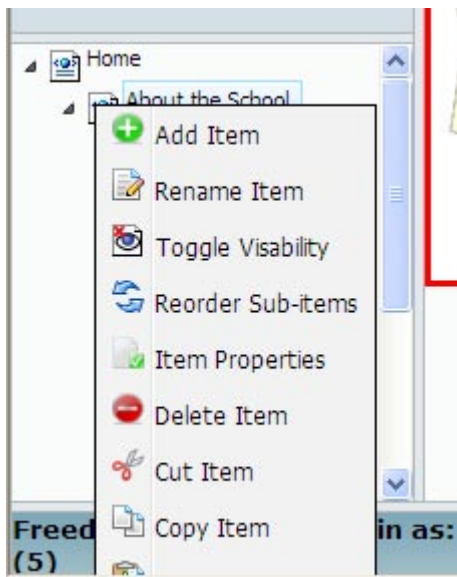 Home
About the School
Add Item
Rename Item
Toggle Visability
Reorder Sub-items
Item Properties
Delete Item
Cut Item
Copy Item
Freed in as:
(5)